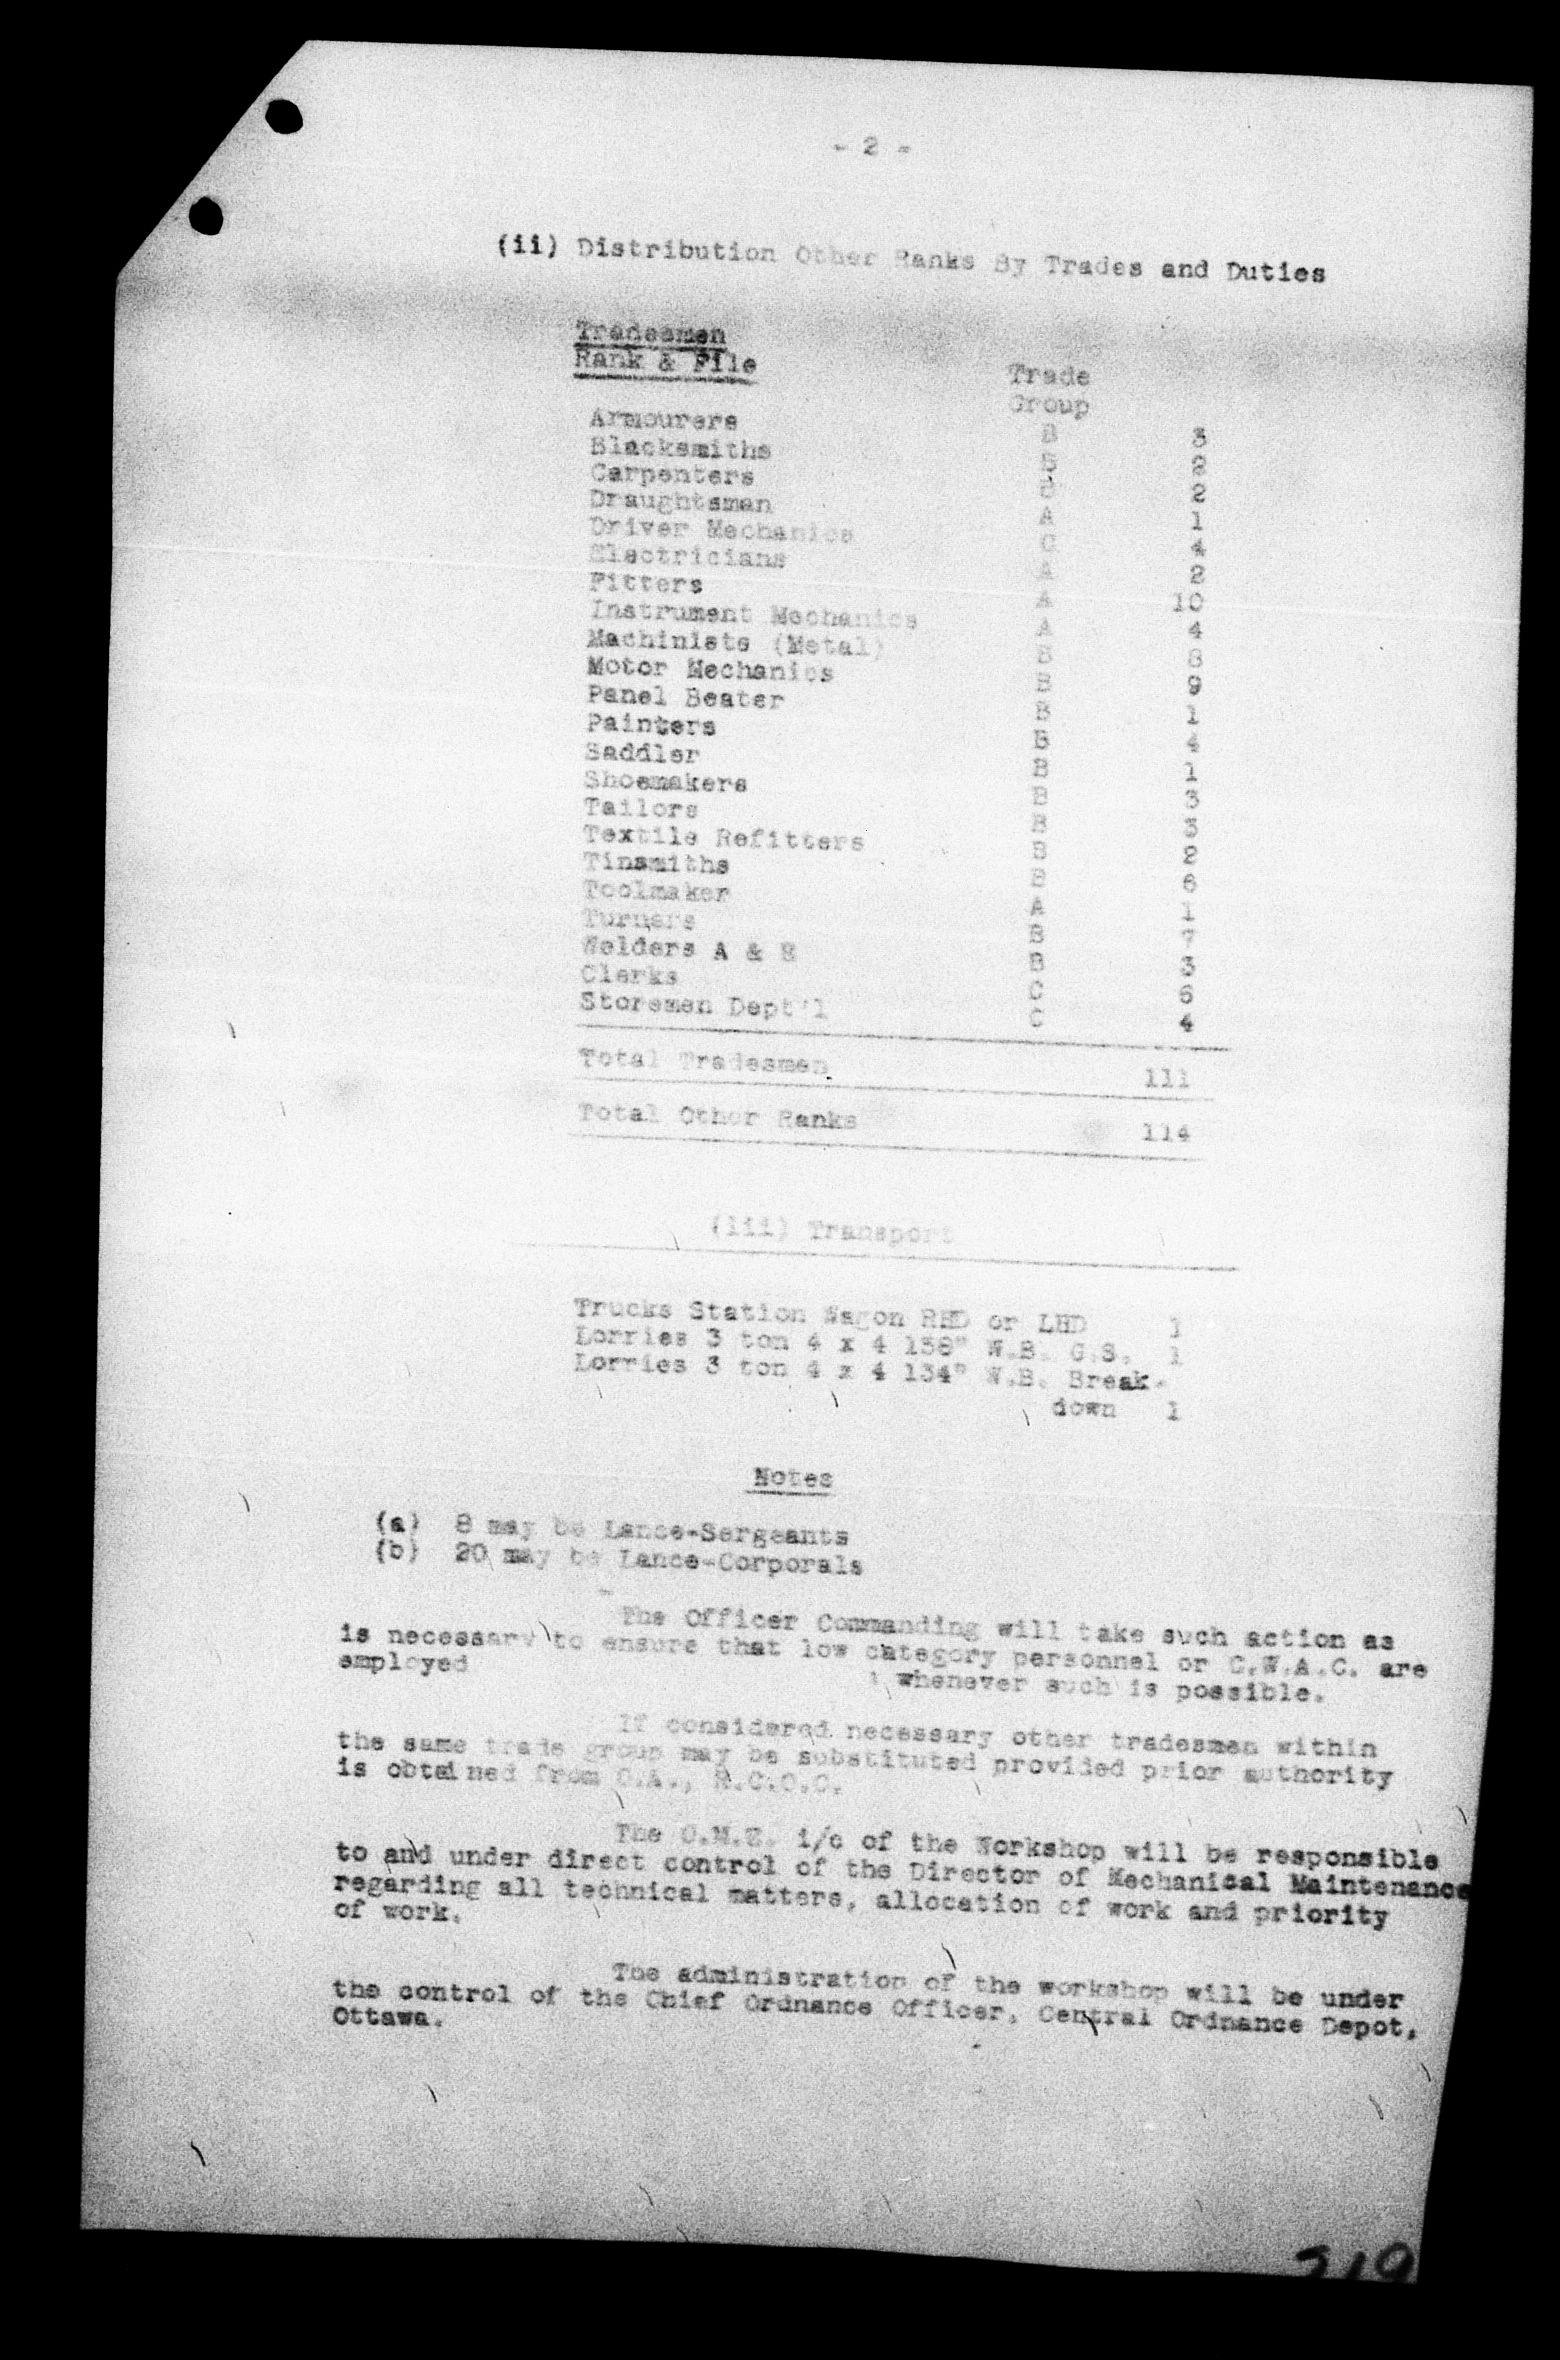 - 2 -
(ii) Distribution Other Ranks By Trades and Duties
Tradesmen
Rank & File
Trade
Group
Armourers B 3
Blacksmiths B 2
Carpenters B 2
Draughtsman A 1
Driver Mechanics C 4
Electricians A 2
Fitters A 10
Instrument Mechanics A 4
Machinists (Metal) B 8
Motor Mechanics B 9
Panel Beater B 1
Painters B 4
Saddler B 1
Shoemakers B 3
Tailors B 3
Textile Refitters B 2
Tinsmiths B 6
Toolmaker A 1
Turners B 7
Welders A & E B 3
Clerks C 6
Storemen Dept'l C 4
Total Tradesmen 111
Total Other Ranks 114
(iii) Transport
Trucks Station Wagon RHD or LHD 1
Lorries 3 ton 4 x 4 158" W.B. G.S. 1
Lorries 3 ton 4 x 4 134" W.B. Break-
down 1
Notes
(a) 8 may be Lance-Sergeants
(b) 20 may be Lance-Corporals
The Officer Commanding will take such action as
is necessary to ensure that low category personnel or C.W.A.C. are
employed whenever such is possible.
If considered necessary other tradesmen within
the same trade group may be substituted provided prior authority
is obtained from O.A., R.C.O.C.
The O.M.E. i/c of the Workshop will be responsible
to and under direct control of the Director of Mechanical Maintenance
regarding all technical matters, allocation of work and priority
of work.
The administration of the workshop will be under
the control of the Chief Ordnance Officer, Central Ordnance Depot,
Ottawa.